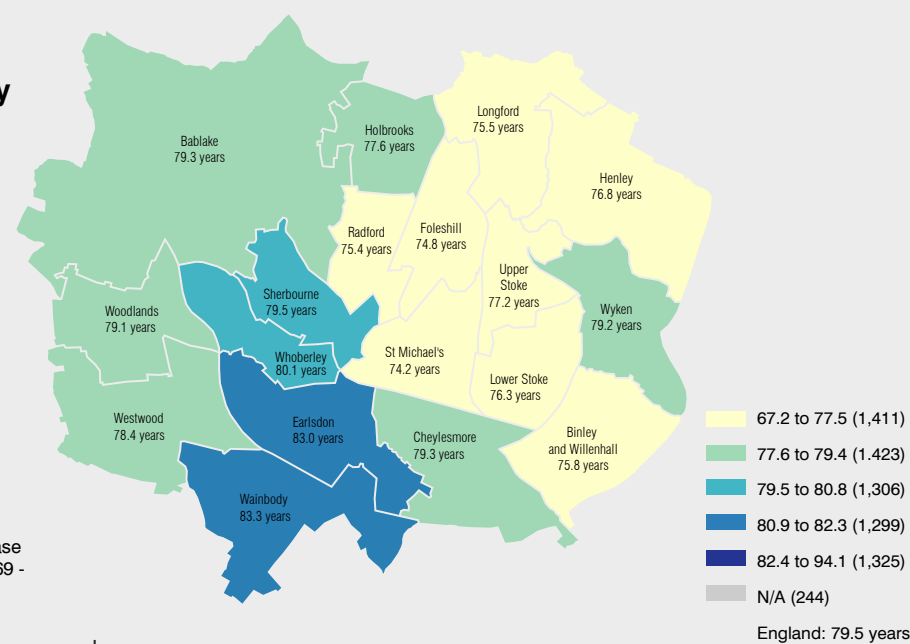 y
Bablake
79.3 years
Holbrooks
77.6 years
Longford
75.5 years
Henley
76.8 years
Radford
75.4 years
Foleshill
74.8 years
Upper
Stoke
77.2 years
Wyken
79.2 years
Sherbourne
79.5 years
Woodlands
79.1 years
Whoberley
80.1 years
St Michael's
74.2 years
Lower Stoke
76.3 years
Westwood
78.4 years
Earlsdon
83.0 years
Cheylesmore
79.3 years
Binley
and Willenhall
75.8 years
Wainbody
83.3 years
ase
69 -
67.2 to 77.5 (1,411)
77.6 to 79.4 (1.423)
79.5 to 80.8 (1,306)
80.9 to 82.3 (1,299)
82.4 to 94.1 (1,325)
N/A (244)
England: 79.5 years